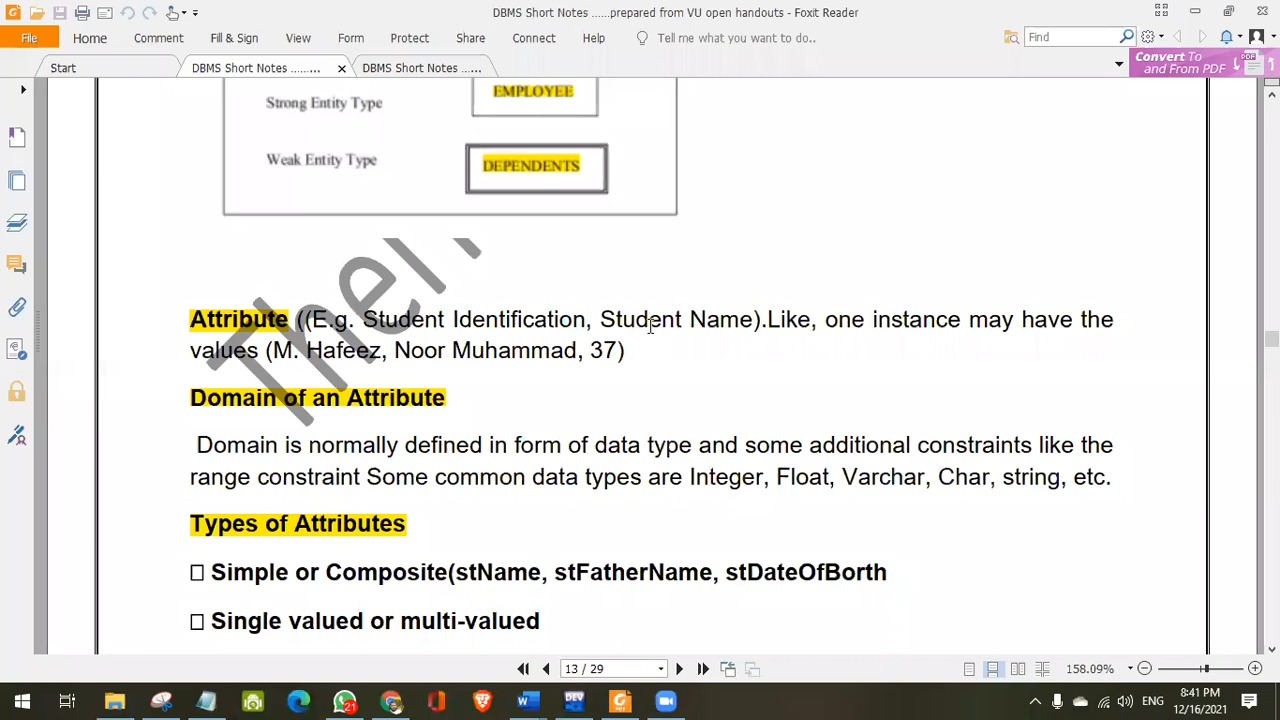 DBMS Short Notes ......prepared from VU open handouts - Foxit Reader
File Home Comment Fill & Sign View Form Protect Share Connect Help Tell me what you want to do.. Find
Start DBMS Short Notes ......... DBMS Short Notes .........
Convert To
and From PDF
PDF
Strong Entity Type EMPLOYEE
Weak Entity Type DEPENDENTS
Attribute ((E.g. Student Identification, Student Name).Like, one instance may have the
values (M. Hafeez, Noor Muhammad, 37)
Domain of an Attribute
Domain is normally defined in form of data type and some additional constraints like the
range constraint Some common data types are Integer, Float, Varchar, Char, string, etc.
Types of Attributes
□ Simple or Composite(stName, stFatherName, stDateOfBorth
□ Single valued or multi-valued
13 / 29 158.09%
21 DEV ENG 8:41 PM
12/16/2021